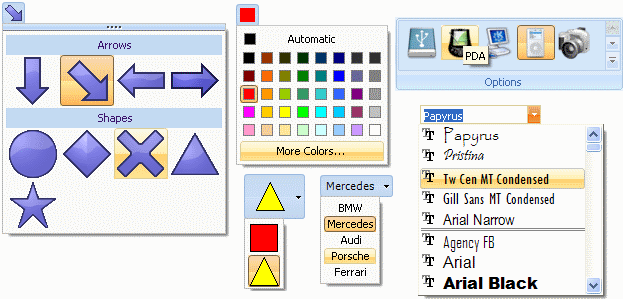 Arrows
Shapes
Automatic
More Colors...
PDA
Options
Mercedes
BMW
Mercedes
Audi
Porsche
Ferrari
Papyrus
Papyrus
Pristina
Tw Cen MT Condensed
Gill Sans MT Condensed
Arial Narrow
Agency FB
Arial
Arial Black